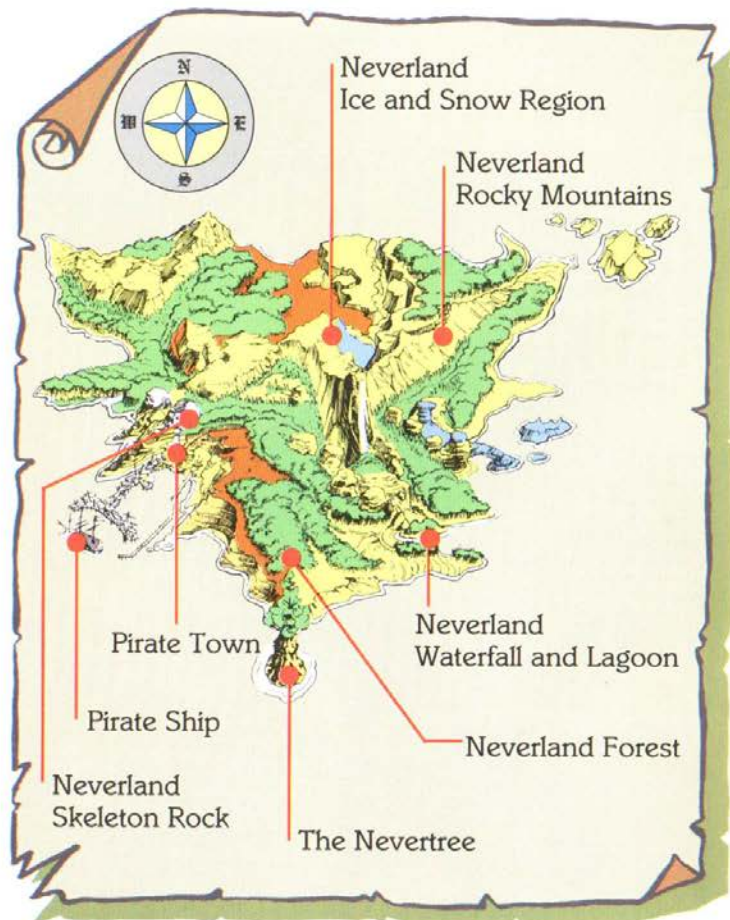 N
W
E
S
Neverland
Ice and Snow Region
Neverland
Rocky Mountains
Pirate Town
Neverland
Waterfall and Lagoon
Pirate Ship
Neverland Forest
Neverland
Skeleton Rock
The Nevertree